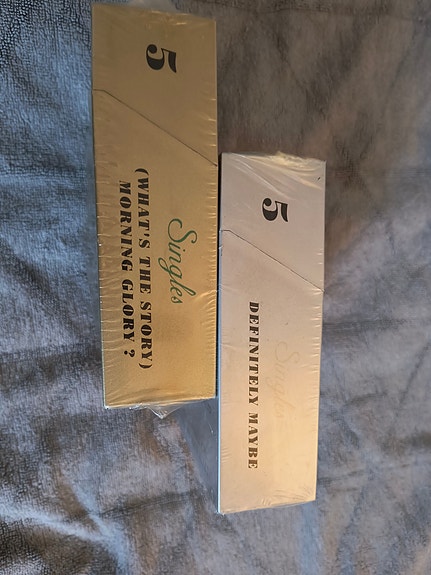 5
Singles
(WHAT'S THE STORY)
MORNING GLORY ?
5
Singles
DEFINITELY MAYBE